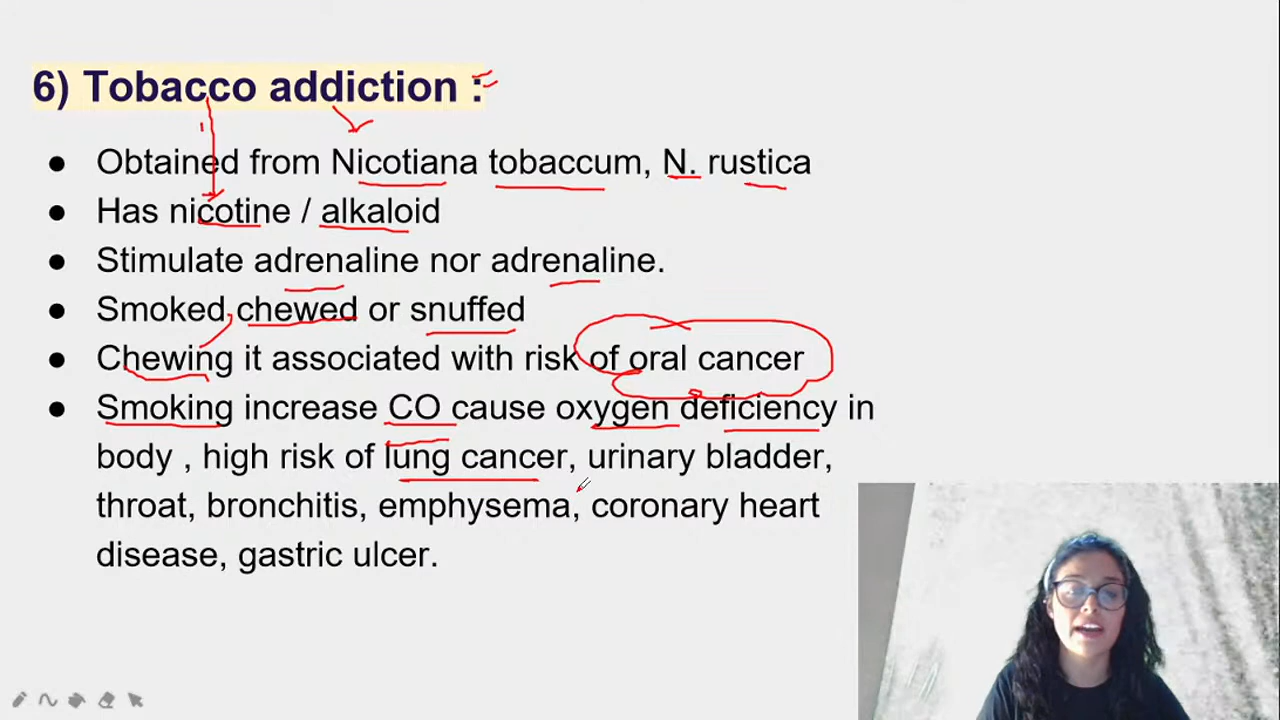 6) Tobacco addiction :
● Obtained from Nicotiana tobaccum, N. rustica
● Has nicotine / alkaloid
● Stimulate adrenaline nor adrenaline.
● Smoked chewed or snuffed
● Chewing it associated with risk of oral cancer
● Smoking increase CO cause oxygen deficiency in
body , high risk of lung cancer, urinary bladder,
throat, bronchitis, emphysema, coronary heart
disease, gastric ulcer.